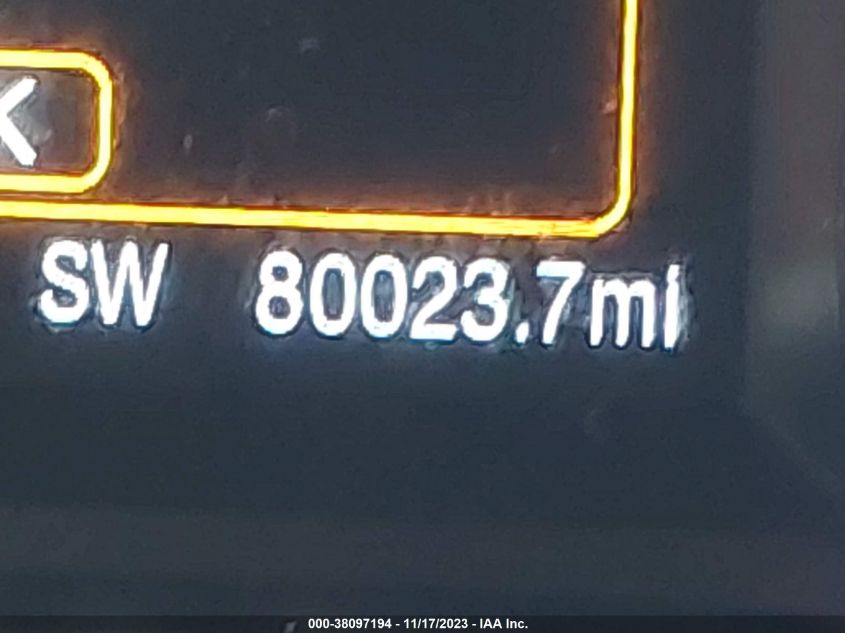 SW 80023.7mi
000-38097194 - 11/17/2023 - IAA Inc.